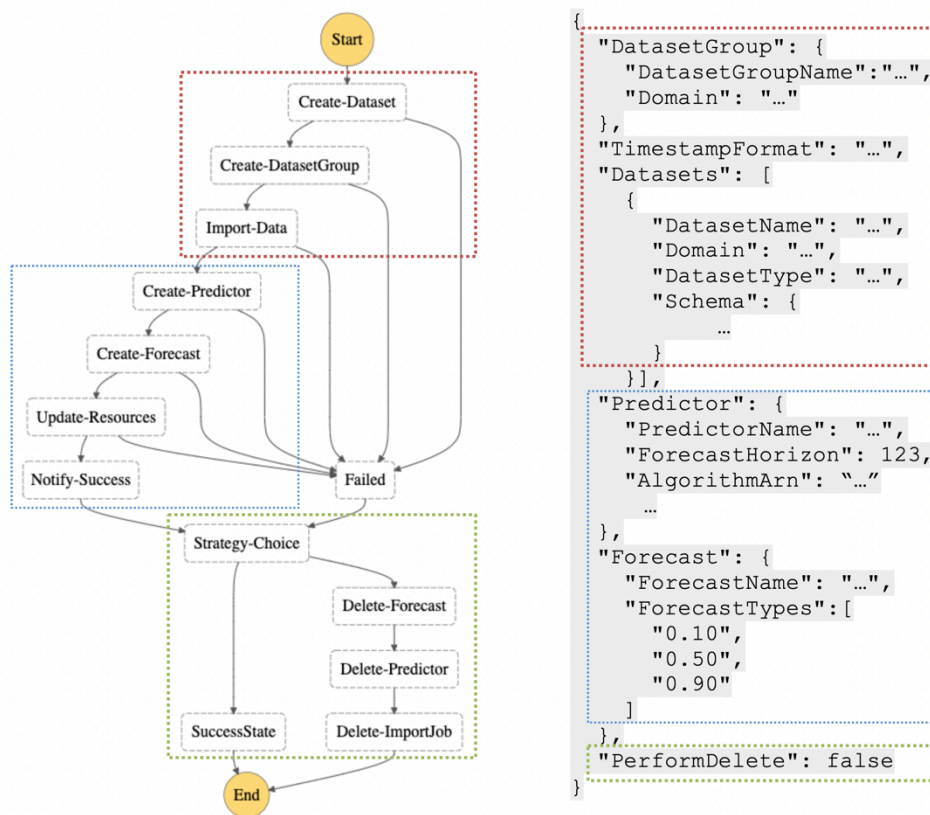 Start
Create-Dataset
Create-DatasetGroup
Import-Data
Create-Predictor
Create-Forecast
Update-Resources
Notify-Success
Failed
Strategy-Choice
Delete-Forecast
Delete-Predictor
SuccessState
Delete-ImportJob
End
{
"DatasetGroup": {
"DatasetGroupName":"…",
"Domain": "…"
},
"TimestampFormat": "…",
"Datasets": [
{
"DatasetName": "…",
"Domain": "…",
"DatasetType": "…",
"Schema": {
…
}
}],
"Predictor": {
"PredictorName": "…",
"ForecastHorizon": 123,
"AlgorithmArn": “…”
…
},
"Forecast": {
"ForecastName": "…",
"ForecastTypes":[
"0.10",
"0.50",
"0.90"
]
},
"PerformDelete": false
}